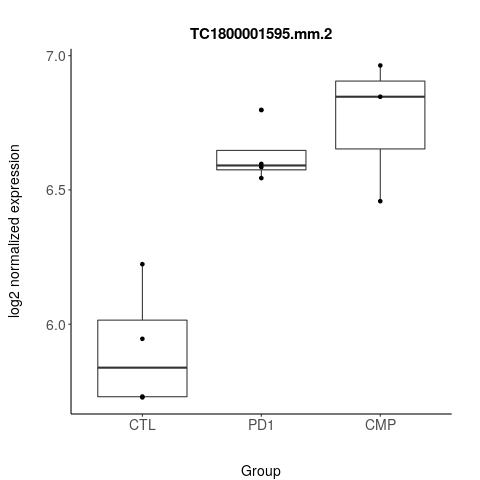 TC1800001595.mm.2
7.0
6.5
6.0
log2 normalized expression
CTL PD1 CMP
Group